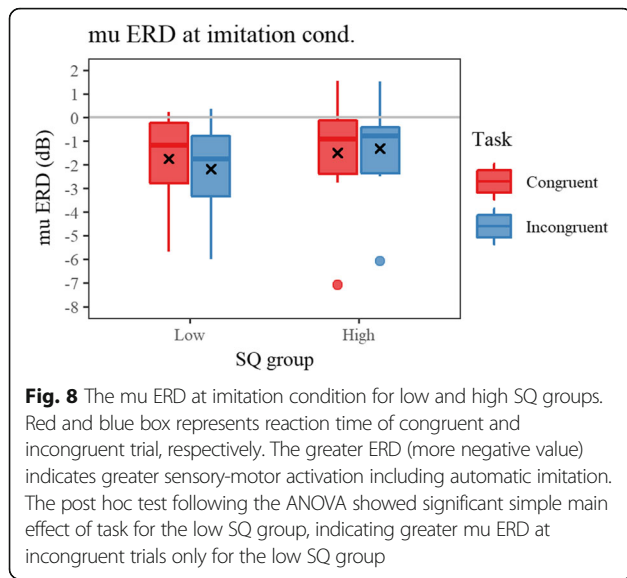 mu ERD at imitation cond.
2
1
0
-1
-2
-3
-4
-5
-6
-7
-8
mu ERD (dB)
Low
High
SQ group
Task
Congruent
Incongruent
Fig. 8 The mu ERD at imitation condition for low and high SQ groups.
Red and blue box represents reaction time of congruent and
incongruent trial, respectively. The greater ERD (more negative value)
indicates greater sensory-motor activation including automatic imitation.
The post hoc test following the ANOVA showed significant simple main
effect of task for the low SQ group, indicating greater mu ERD at
incongruent trials only for the low SQ group